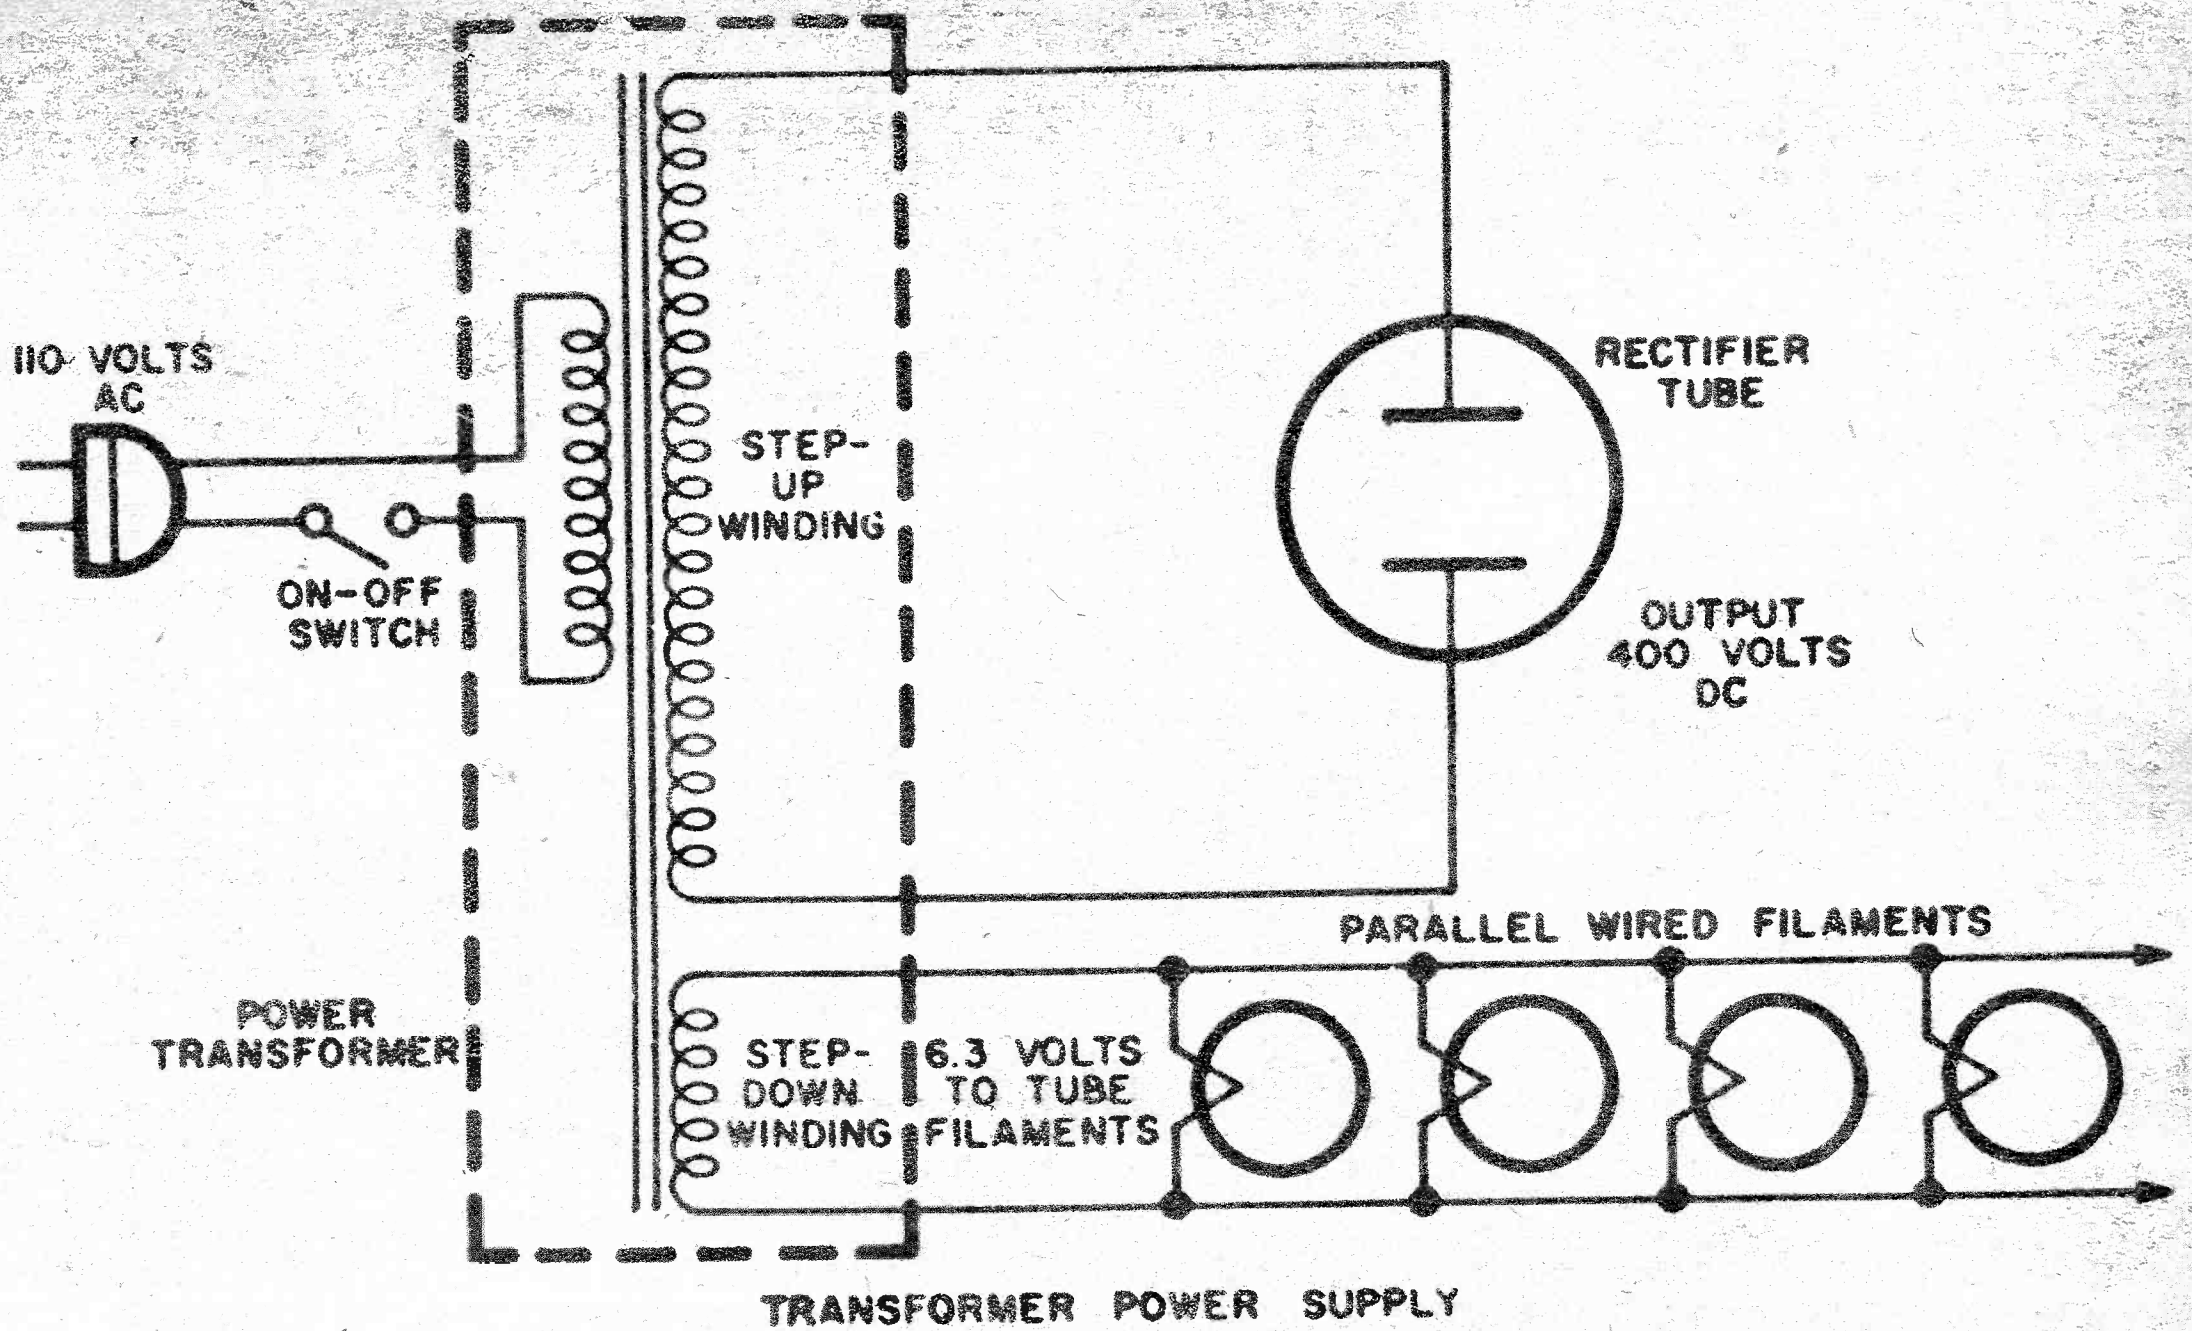 110 VOLTS
AC
ON-OFF
SWITCH
POWER
TRANSFORMER
STEP-
UP
WINDING
RECTIFIER
TUBE
OUTPUT
400 VOLTS
DC
PARALLEL WIRED FILAMENTS
STEP-
DOWN
WINDING
6.3 VOLTS
TO TUBE
FILAMENTS
TRANSFORMER POWER SUPPLY